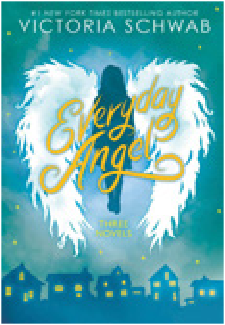 #1 NEW YORK TIMES BESTSELLING AUTHOR
VICTORIA SCHWAB
Everyday
Angel
THREE
NOVELS